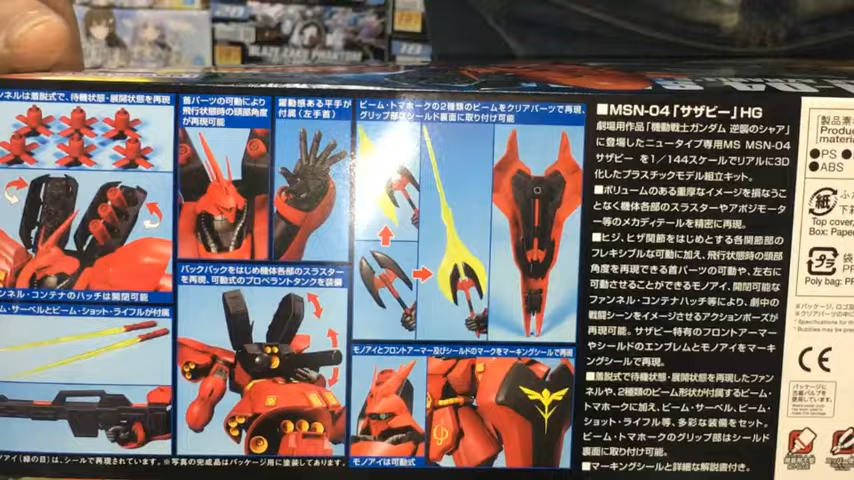 BLAZE ZAKU PHANTOM
ンネルは着脱式で、待機状態・展開状態を再現
首パーツの可動により
飛行状態時の頭部角度
が再現可能
躍動感ある平手が
付属(左手首)
ビーム・トマホークの2種類のビームをクリアパーツで再現、
グリップ部はシールド裏面に取り付け可能
ンネル・コンテナのハッチは開閉可能
バックパックをはじめ機体各部のスラスター
を再現、可動式のプロペラントタンクを装備
ム・サーベルとビーム・ショット・ライフルが付属
モノアイとフロントアーマー及びシールドのマークをマーキングシールで再現
モノアイは可動式
ノアイ(緑の目)は、シールで再現されています。※写真の完成品はパッケージ用に塗装してあります。
■MSN-04「サザビー」HG
劇場用作品「機動戦士ガンダム 逆襲のシャア」
に登場したニュータイプ専用MS MSN-04
サザビー を1/144スケールでリアルに3D
化したプラスチックモデル組立キット。
■ボリュームのある重厚なイメージを損なうこ
となく機体各部のスラスターやアポジモータ
ー等のメカディテールを精密に再現。
■ヒジ、ヒザ関節をはじめとする各関節部の
フレキシブルな可動に加え、飛行状態時の頭部
角度を再現できる首パーツの可動や、左右に
可動させることができるモノアイ、開閉可能な
ファンネル・コンテナハッチ等により、劇中の
戦闘シーンをイメージさせるアクションポーズが
再現可能。サザビー特有のフロントアーマー
やシールドのエンブレムとモノアイをマーキ
ングシールで再現。
■着脱式で待機状態・展開状態を再現したファン
ネルや、2種類のビーム形状が付属するビーム・
トマホークに加え、ビーム・サーベル、ビーム・
ショット・ライフル等、多彩な装備をセット。
ビーム・トマホークのグリップ部はシールド
裏面に取り付け可能。
■マーキングシールと詳細な解説書付き。
製品素
Produc
●PS
●ABS
紙
Top cover,
Box: Pape
プラ
Poly bag: P
CE
パッケージに
古紙パルプを
使用しています。